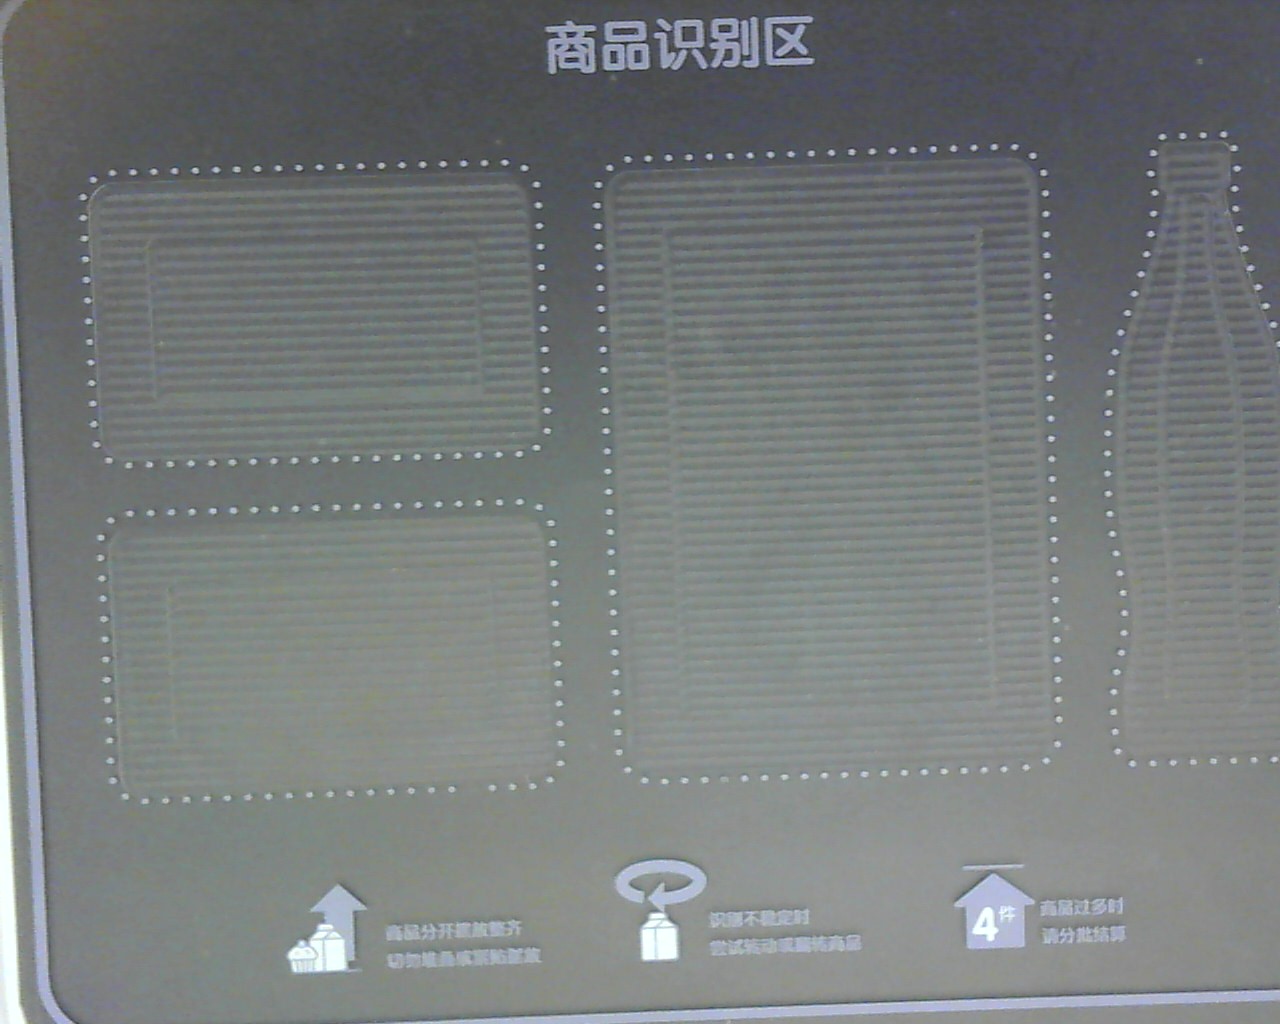 商品识别区
商品分开摆放整齐
切勿堆叠或紧贴摆放
识别不稳定时
尝试转动或翻转商品
4件
商品过多时
请分批结算